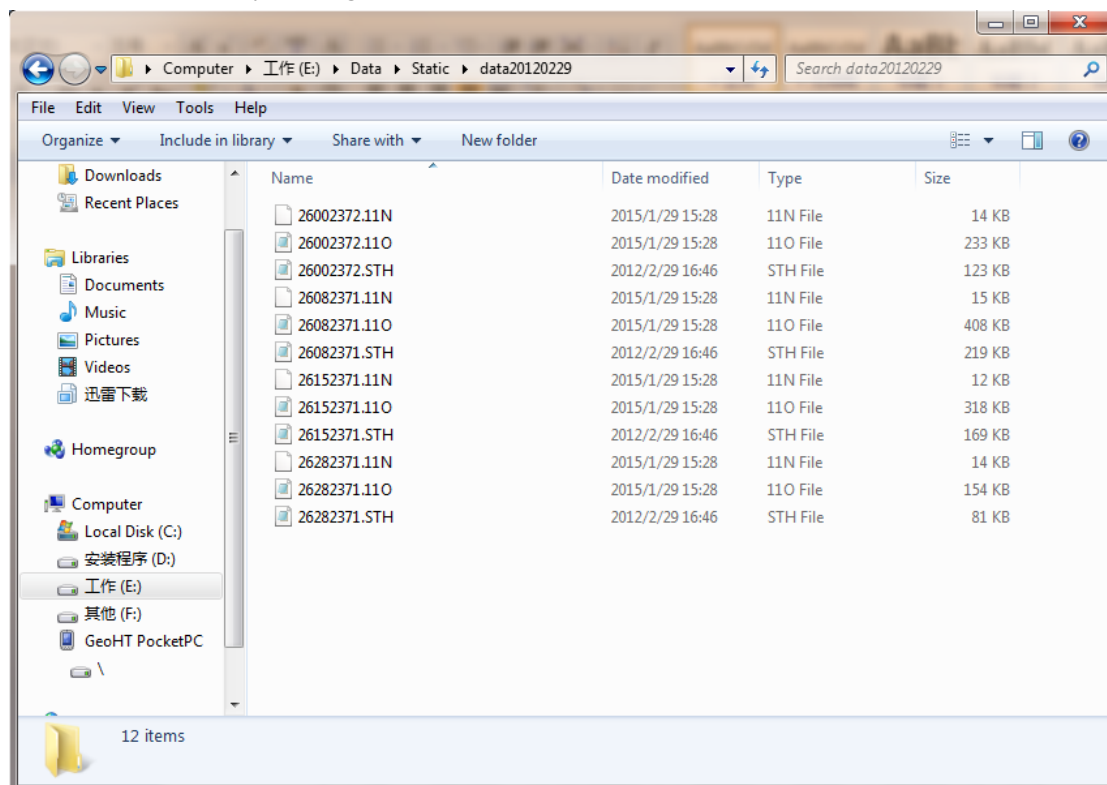 Computer ▸ 工作 (E:) ▸ Data ▸ Static ▸ data20120229
Search data20120229
File Edit View Tools Help
Organize Include in library Share with New folder
Downloads
Recent Places
Libraries
Documents
Music
Pictures
Videos
迅雷下载
Homegroup
Computer
Local Disk (C:)
安装程序 (D:)
工作 (E:)
其他 (F:)
GeoHT PocketPC
\
Name Date modified Type Size
26002372.11N 2015/1/29 15:28 11N File 14 KB
26002372.11O 2015/1/29 15:28 11O File 233 KB
26002372.STH 2012/2/29 16:46 STH File 123 KB
26082371.11N 2015/1/29 15:28 11N File 15 KB
26082371.11O 2015/1/29 15:28 11O File 408 KB
26082371.STH 2012/2/29 16:46 STH File 219 KB
26152371.11N 2015/1/29 15:28 11N File 12 KB
26152371.11O 2015/1/29 15:28 11O File 318 KB
26152371.STH 2012/2/29 16:46 STH File 169 KB
26282371.11N 2015/1/29 15:28 11N File 14 KB
26282371.11O 2015/1/29 15:28 11O File 154 KB
26282371.STH 2012/2/29 16:46 STH File 81 KB
12 items